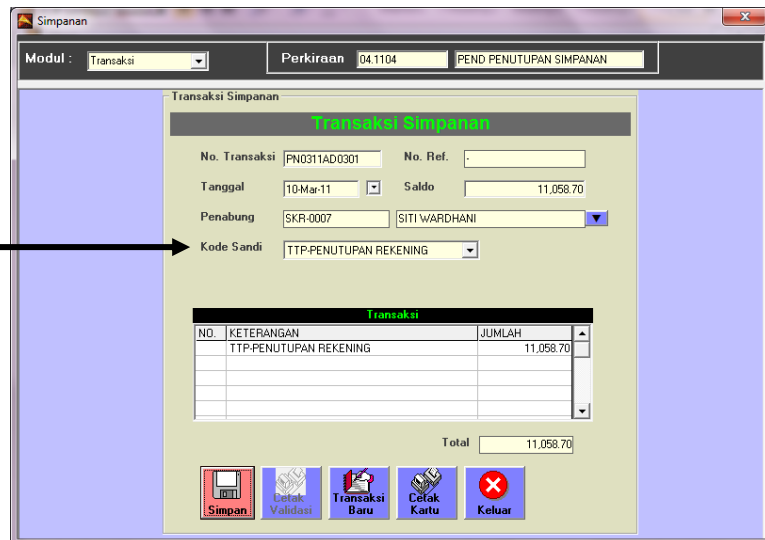 Simpanan
Modul : Transaksi Perkiraan 04.1104 PEND PENUTUPAN SIMPANAN
Transaksi Simpanan
Transaksi Simpanan
No. Transaksi PN0311AD0301 No. Ref. -
Tanggal 10-Mar-11 Saldo 11,058.70
Penabung SKR-0007 SITI WARDHANI
Kode Sandi TTP-PENUTUPAN REKENING
Transaksi
NO. KETERANGAN JUMLAH
TTP-PENUTUPAN REKENING 11,058.70
Total 11,058.70
Simpan Cetak Validasi Transaksi Baru Cetak Kartu Keluar